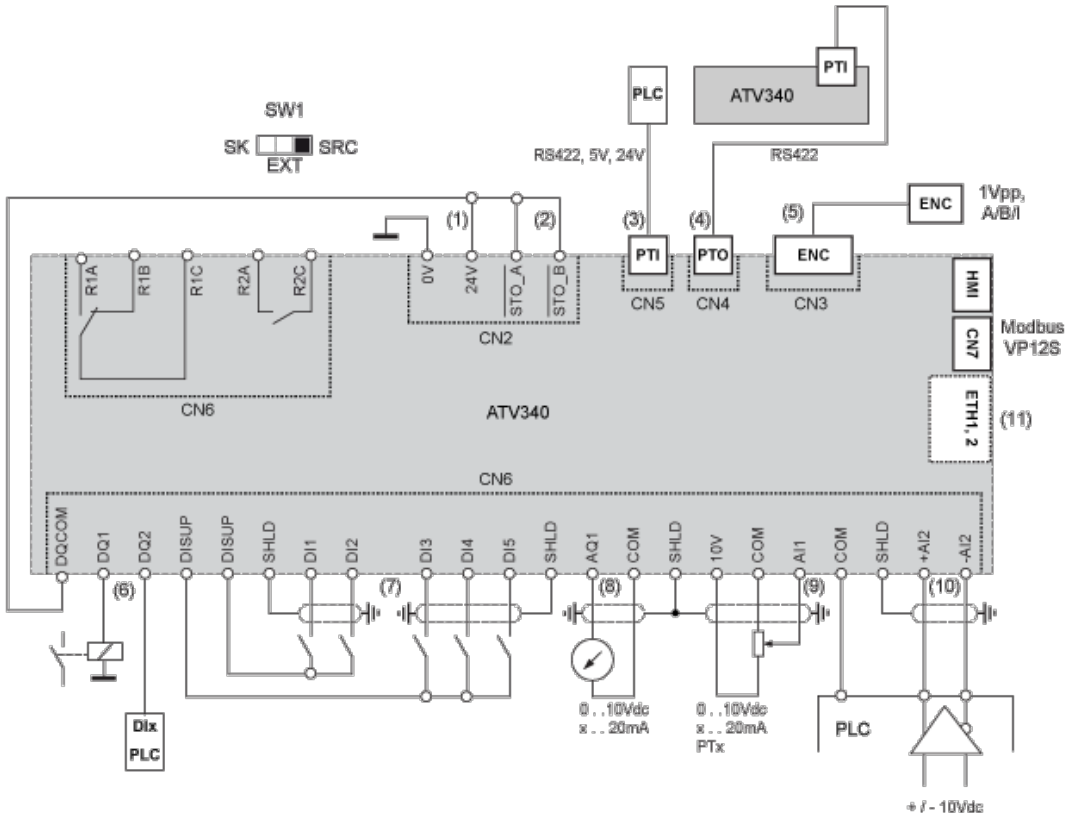 PTI
PLC
ATV340
SW1
SK
SRC
EXT
RS422, 5V, 24V
RS422
ENC
1Vpp,
A/B/I
(1)
(2)
(3)
(4)
(5)
PTI
PTO
ENC
R1A
R1B
R1C
R2A
R2C
0V
24V
STO_A
STO_B
CN5
CN4
CN3
HMI
CN2
CN7
Modbus
VP12S
CN6
ATV340
ETH1, 2
(11)
CN6
DQCOM
DQ1
DQ2
DISUP
DISUP
SHLD
DI1
DI2
DI3
DI4
DI5
SHLD
AQ1
COM
SHLD
10V
COM
AI1
COM
SHLD
+AI2
-AI2
(6)
(7)
(8)
(9)
(10)
DIx
PLC
0 . . 10Vdc
x . . 20mA
0 . . 10Vdc
x . . 20mA
PTx
PLC
+ / - 10Vdc